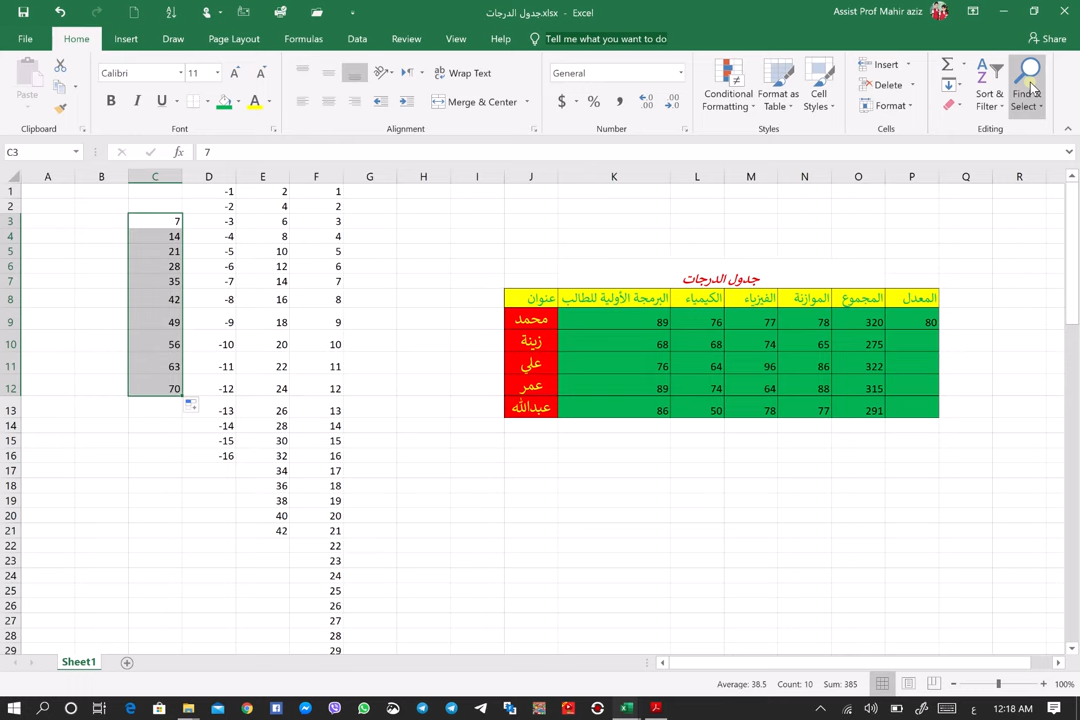 جدول الدرجات.xlsx - Excel
Assist Prof Mahir aziz
File Home Insert Draw Page Layout Formulas Data Review View Help Tell me what you want to do Share
Paste
Clipboard
Calibri 11
B I U
Font
Wrap Text
Merge & Center
Alignment
General
$ % ,
Number
Conditional Formatting
Format as Table
Cell Styles
Styles
Insert
Delete
Format
Cells
Sort & Filter
Find & Select
Editing
C3 fx 7
A B C D E F G H I J K L M N O P Q R
1 -1 2 1
2 -2 4 2
3 7 -3 6 3
4 14 -4 8 4
5 21 -5 10 5
6 28 -6 12 6
7 35 -7 14 7 جدول الدرجات
8 42 -8 16 8 عنوان البرمجة الأولية للطالب الكيمياء الفيزياء الموازنة المجموع المعدل
9 49 -9 18 9 محمد 89 76 77 78 320 80
10 56 -10 20 10 زينة 68 68 74 65 275
11 63 -11 22 11 علي 76 64 96 86 322
12 70 -12 24 12 عمر 89 74 64 88 315
13 -13 26 13 عبدالله 86 50 78 77 291
14 -14 28 14
15 -15 30 15
16 -16 32 16
17 34 17
18 36 18
19 38 19
20 40 20
21 42 21
22 22
23 23
24 24
25 25
26 26
27 27
28 28
29 29
Sheet1
Average: 38.5 Count: 10 Sum: 385 100%
ع 12:18 AM